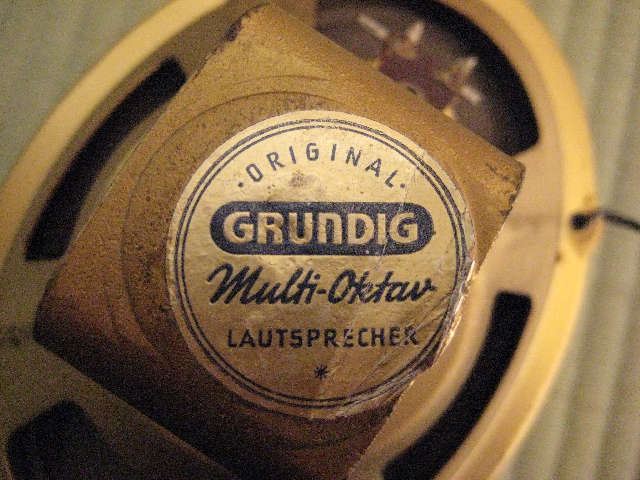 ·ORIGINAL·
GRUNDIG
Multi-Oktav
LAUTSPRECHER
*